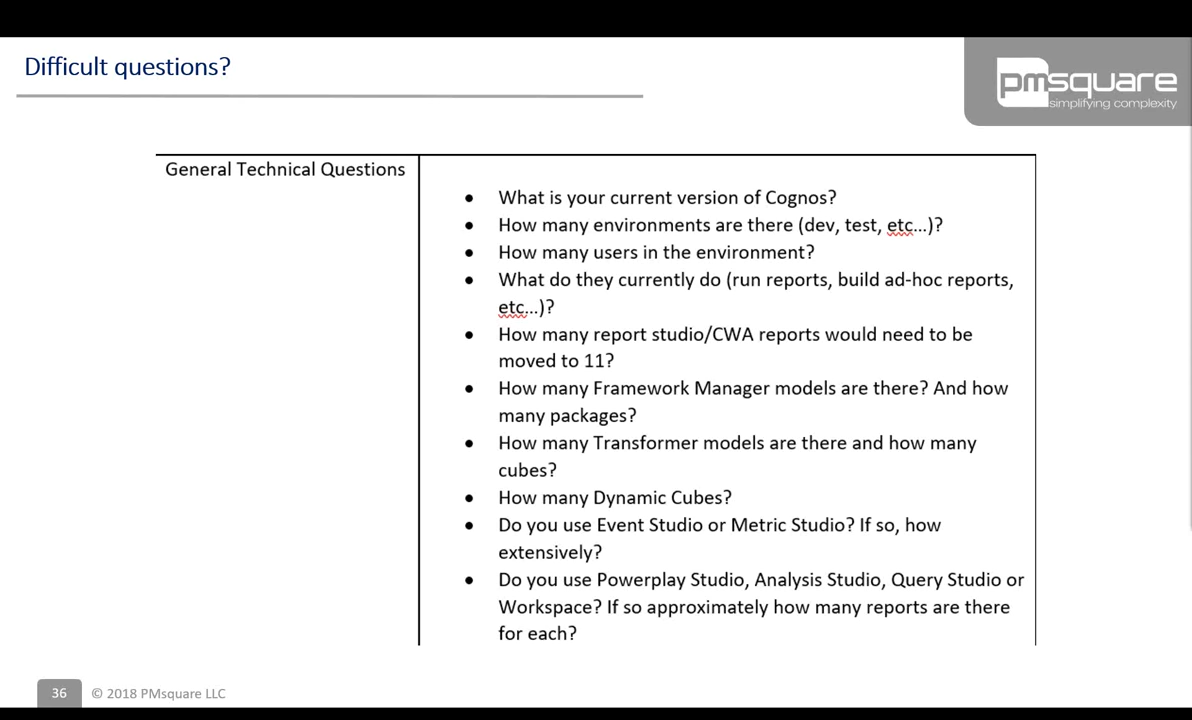 Difficult questions?
pmsquare
simplifying complexity
General Technical Questions
• What is your current version of Cognos?
• How many environments are there (dev, test, etc...)?
• How many users in the environment?
• What do they currently do (run reports, build ad-hoc reports,
etc...)?
• How many report studio/CWA reports would need to be
moved to 11?
• How many Framework Manager models are there? And how
many packages?
• How many Transformer models are there and how many
cubes?
• How many Dynamic Cubes?
• Do you use Event Studio or Metric Studio? If so, how
extensively?
• Do you use Powerplay Studio, Analysis Studio, Query Studio or
Workspace? If so approximately how many reports are there
for each?
36 © 2018 PMsquare LLC